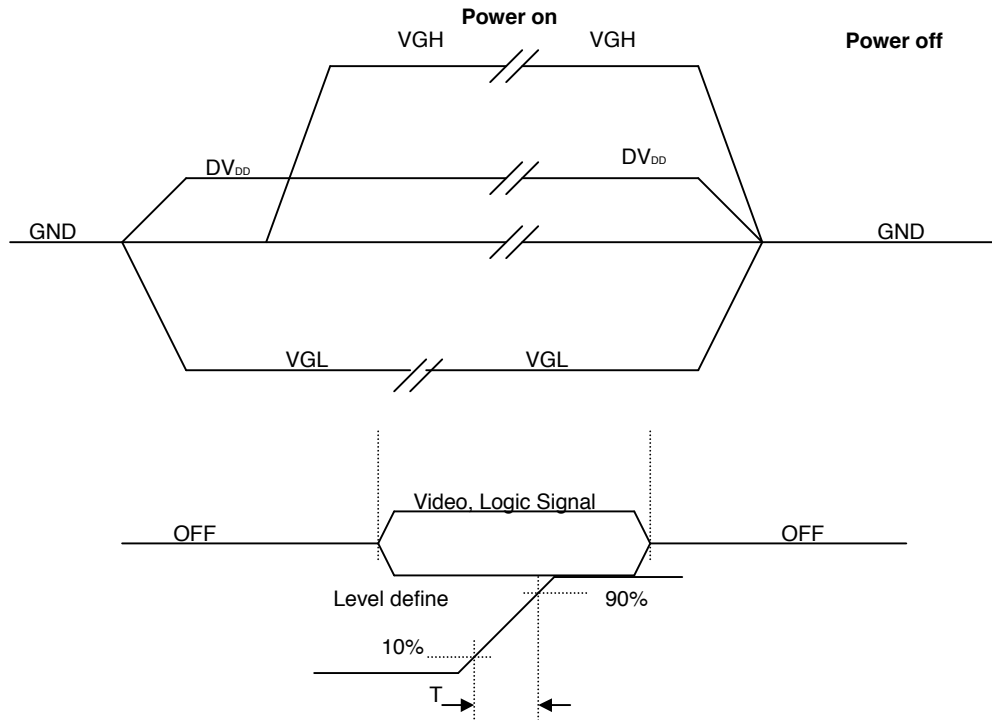 Power on
VGH
VGH
Power off
DVDD
DVDD
GND
GND
VGL
VGL
Video, Logic Signal
OFF
OFF
Level define
90%
10%
T